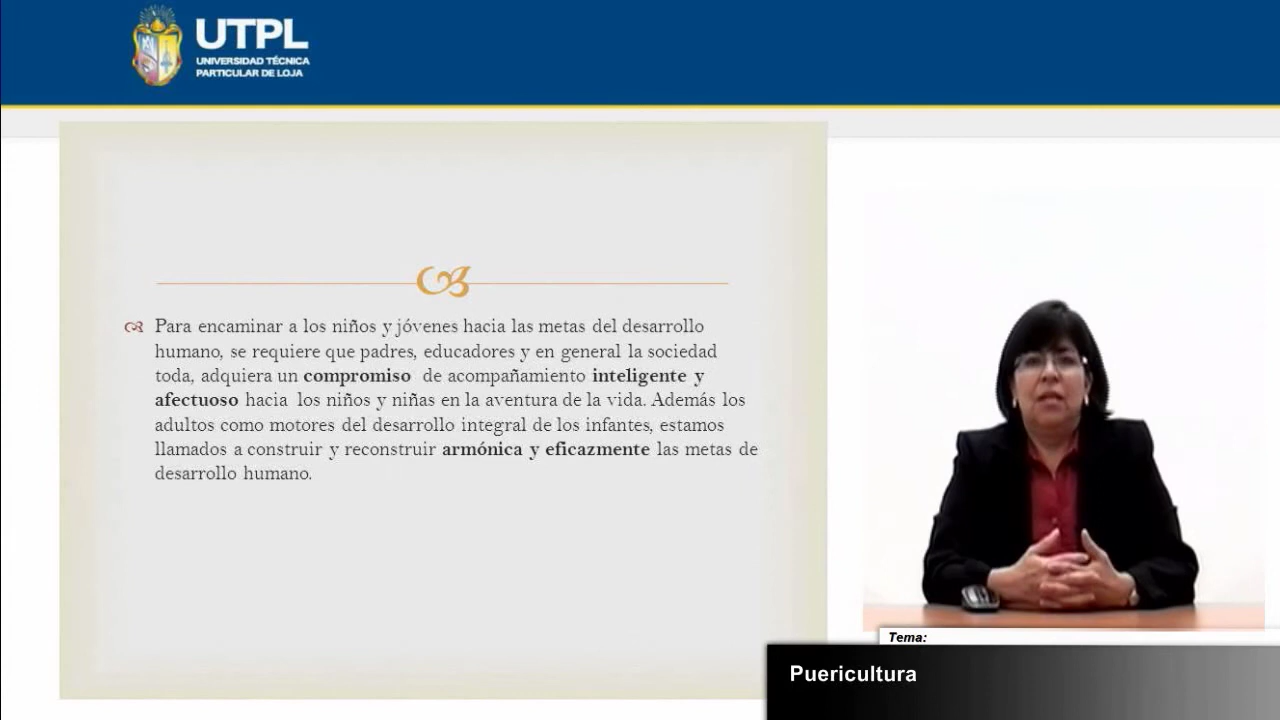 UTPL
UNIVERSIDAD TÉCNICA
PARTICULAR DE LOJA
Para encaminar a los niños y jóvenes hacia las metas del desarrollo
humano, se requiere que padres, educadores y en general la sociedad
toda, adquiera un compromiso de acompañamiento inteligente y
afectuoso hacia los niños y niñas en la aventura de la vida. Además los
adultos como motores del desarrollo integral de los infantes, estamos
llamados a construir y reconstruir armónica y eficazmente las metas de
desarrollo humano.
Tema:
Puericultura